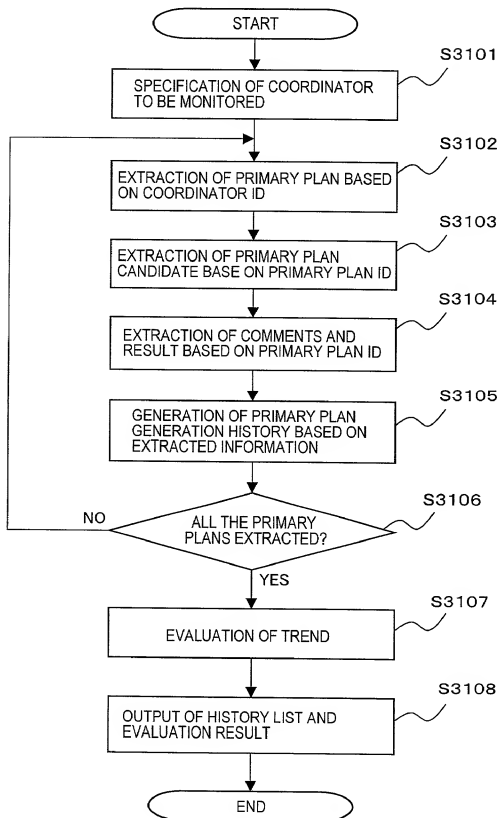 START
S3101
SPECIFICATION OF COORDINATOR
TO BE MONITORED
S3102
EXTRACTION OF PRIMARY PLAN BASED
ON COORDINATOR ID
S3103
EXTRACTION OF PRIMARY PLAN
CANDIDATE BASE ON PRIMARY PLAN ID
S3104
EXTRACTION OF COMMENTS AND
RESULT BASED ON PRIMARY PLAN ID
S3105
GENERATION OF PRIMARY PLAN
GENERATION HISTORY BASED ON
EXTRACTED INFORMATION
S3106
NO
ALL THE PRIMARY
PLANS EXTRACTED?
YES
S3107
EVALUATION OF TREND
S3108
OUTPUT OF HISTORY LIST AND
EVALUATION RESULT
END